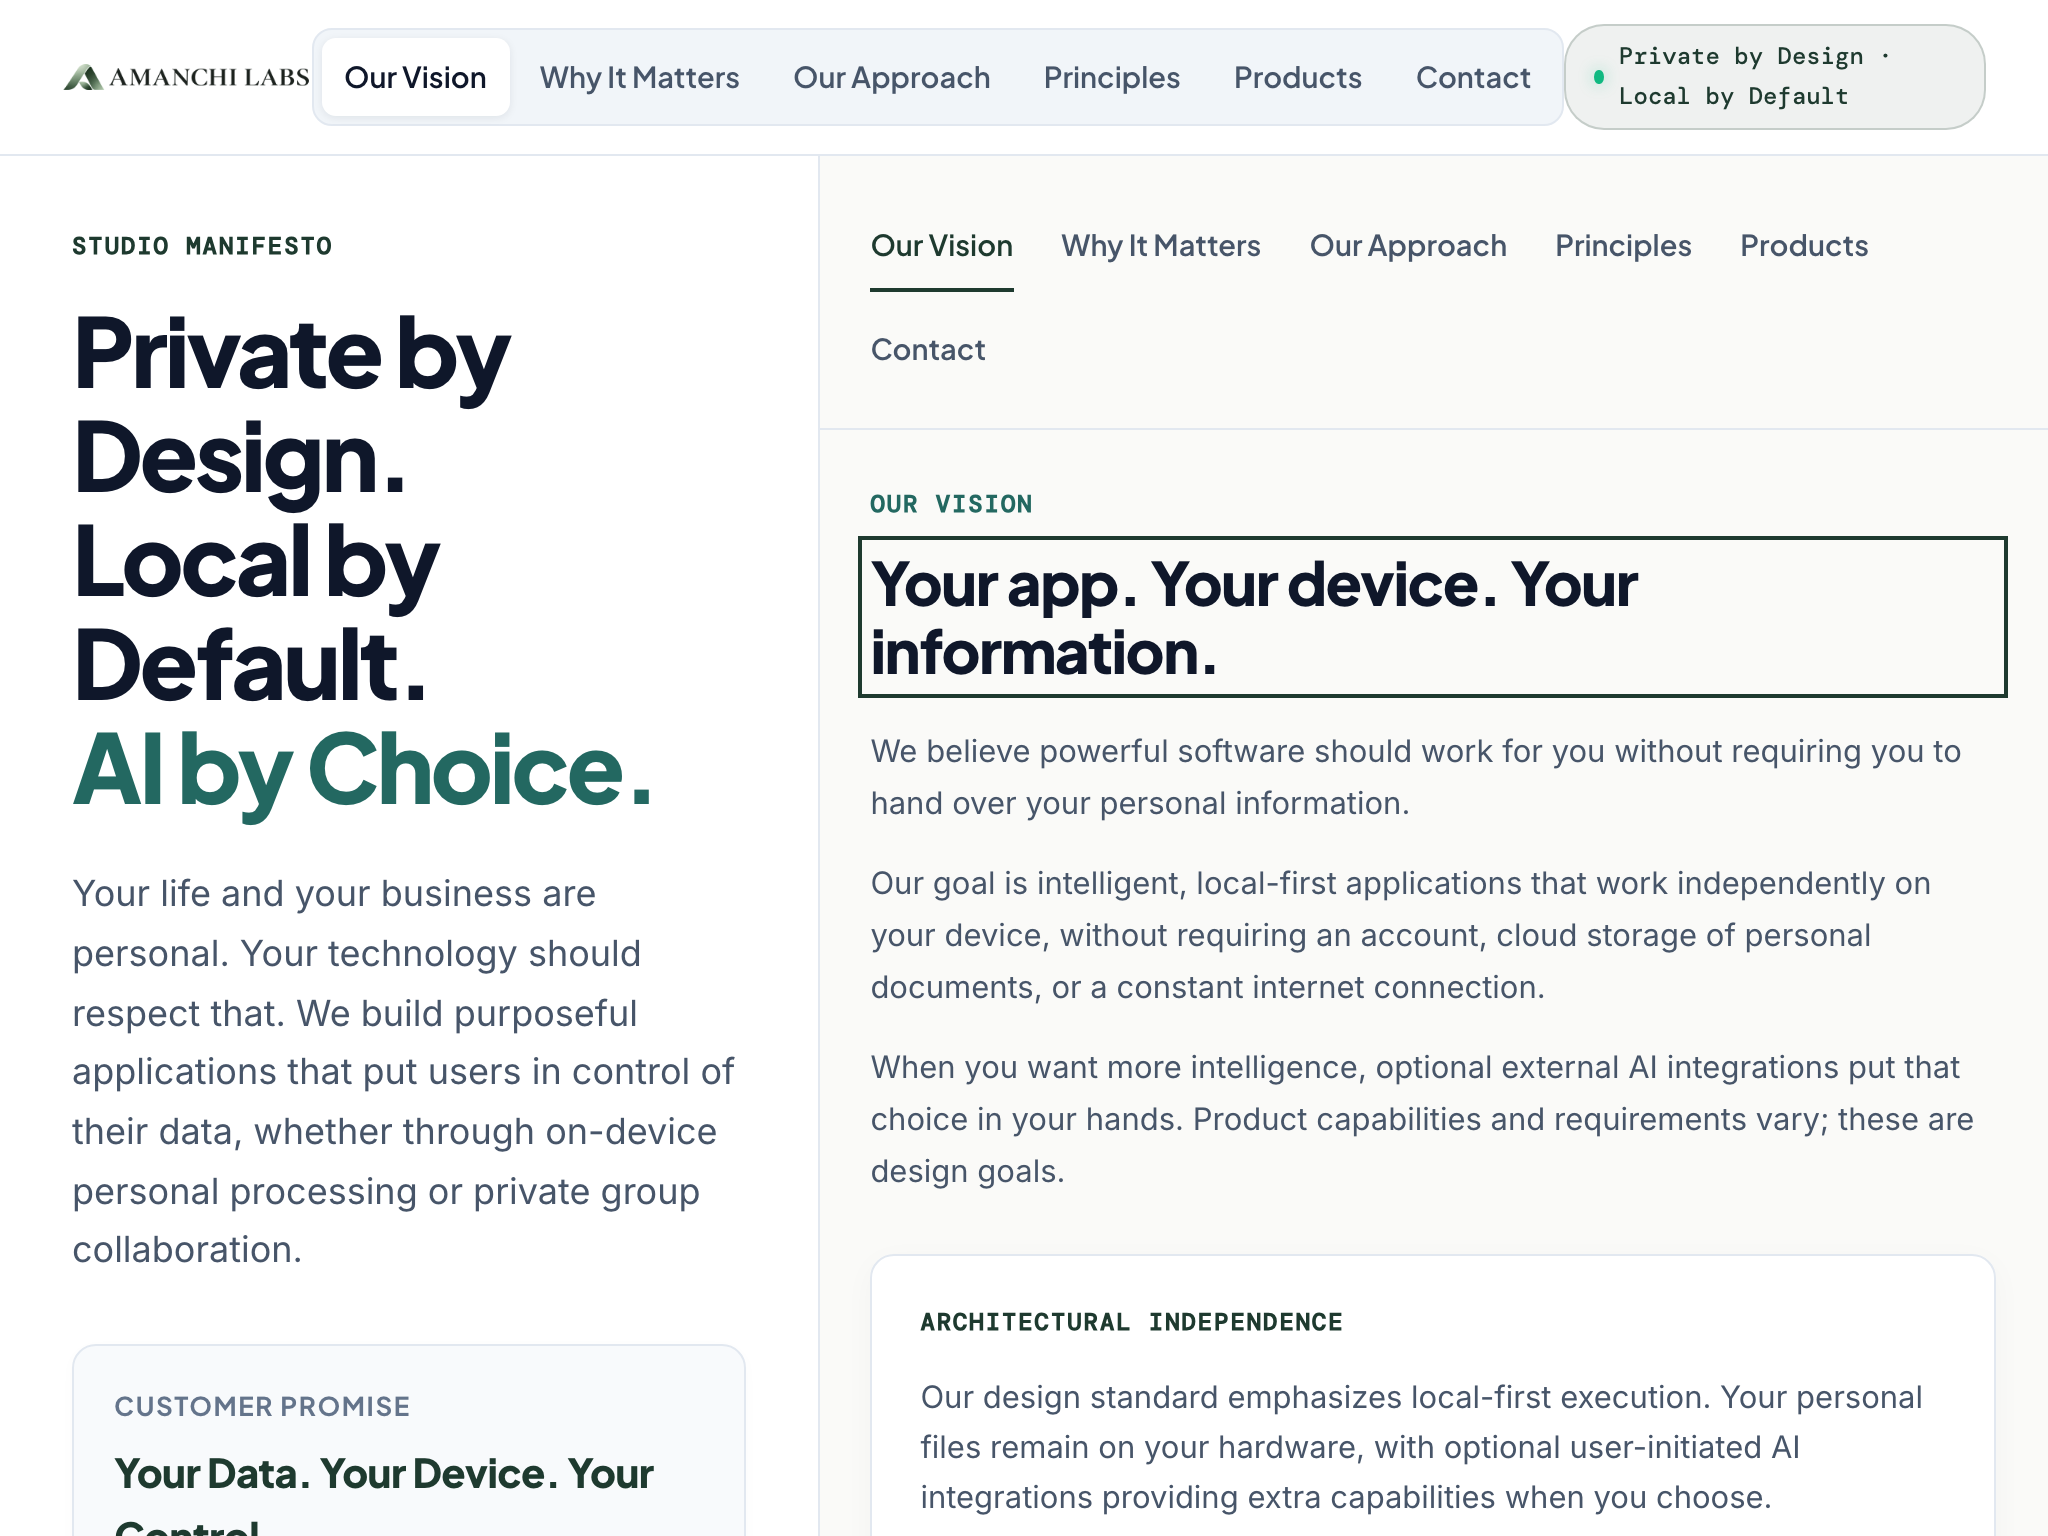 AMANCHI LABS
Our Vision
Why It Matters
Our Approach
Principles
Products
Contact
Private by Design ·
Local by Default
STUDIO MANIFESTO
Private by
Design.
Local by
Default.
AI by Choice.
Your life and your business are
personal. Your technology should
respect that. We build purposeful
applications that put users in control of
their data, whether through on-device
personal processing or private group
collaboration.
CUSTOMER PROMISE
Your Data. Your Device. Your
Control.
Our Vision
Why It Matters
Our Approach
Principles
Products
Contact
OUR VISION
Your app. Your device. Your
information.
We believe powerful software should work for you without requiring you to
hand over your personal information.
Our goal is intelligent, local-first applications that work independently on
your device, without requiring an account, cloud storage of personal
documents, or a constant internet connection.
When you want more intelligence, optional external AI integrations put that
choice in your hands. Product capabilities and requirements vary; these are
design goals.
ARCHITECTURAL INDEPENDENCE
Our design standard emphasizes local-first execution. Your personal
files remain on your hardware, with optional user-initiated AI
integrations providing extra capabilities when you choose.